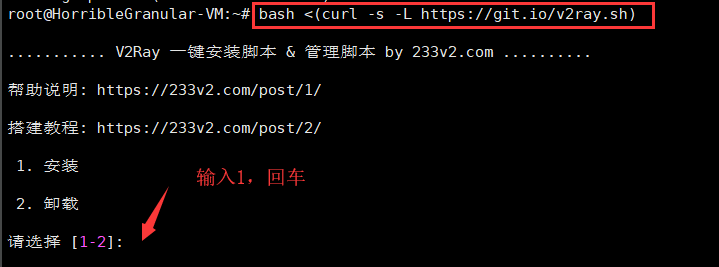 root@HorribleGranular-VM:~# bash <(curl -s -L https://git.io/v2ray.sh)
........... V2Ray 一键安装脚本 & 管理脚本 by 233v2.com ..........
帮助说明: https://233v2.com/post/1/
搭建教程: https://233v2.com/post/2/
1. 安装
输入1，回车
2. 卸载
请选择 [1-2]: